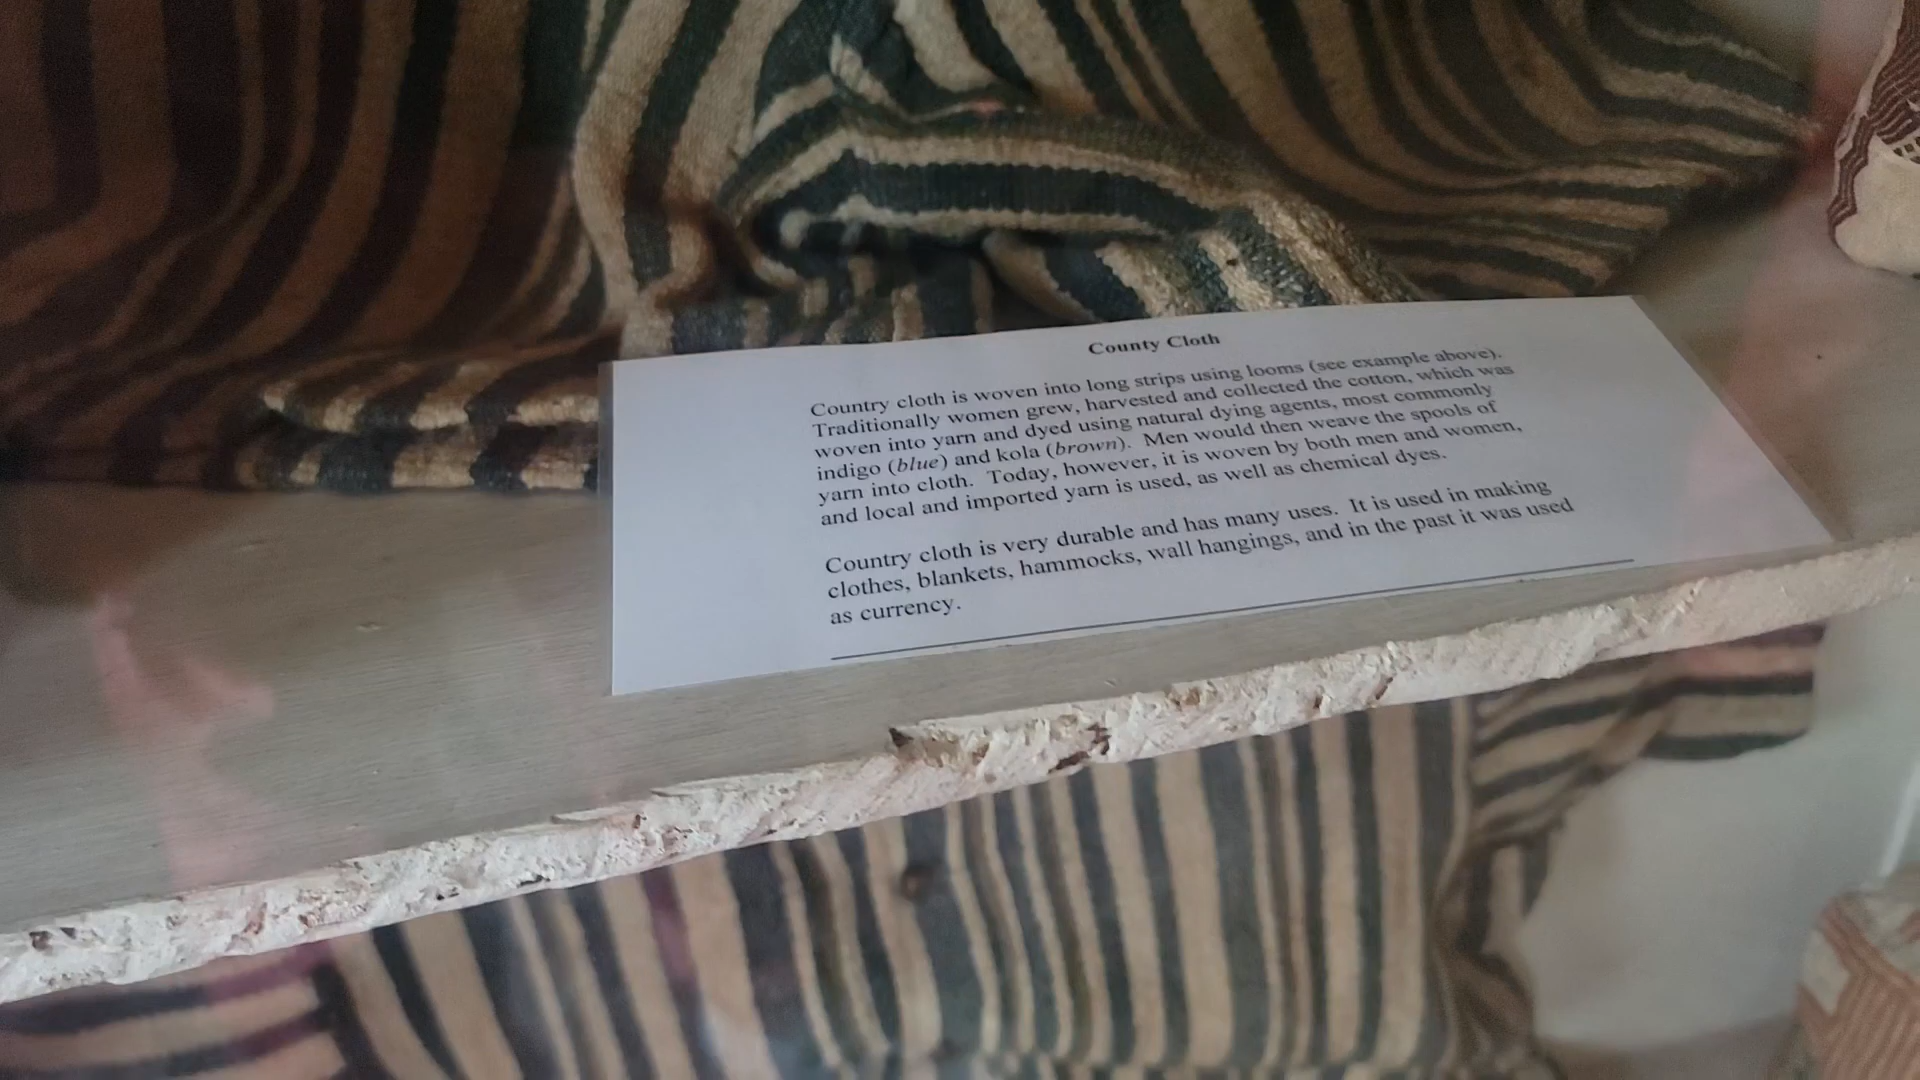 County Cloth
Country cloth is woven into long strips using looms (see example above).
Traditionally women grew, harvested and collected the cotton, which was
woven into yarn and dyed using natural dying agents, most commonly
indigo (blue) and kola (brown). Men would then weave the spools of
yarn into cloth. Today, however, it is woven by both men and women,
and local and imported yarn is used, as well as chemical dyes.
Country cloth is very durable and has many uses. It is used in making
clothes, blankets, hammocks, wall hangings, and in the past it was used
as currency.